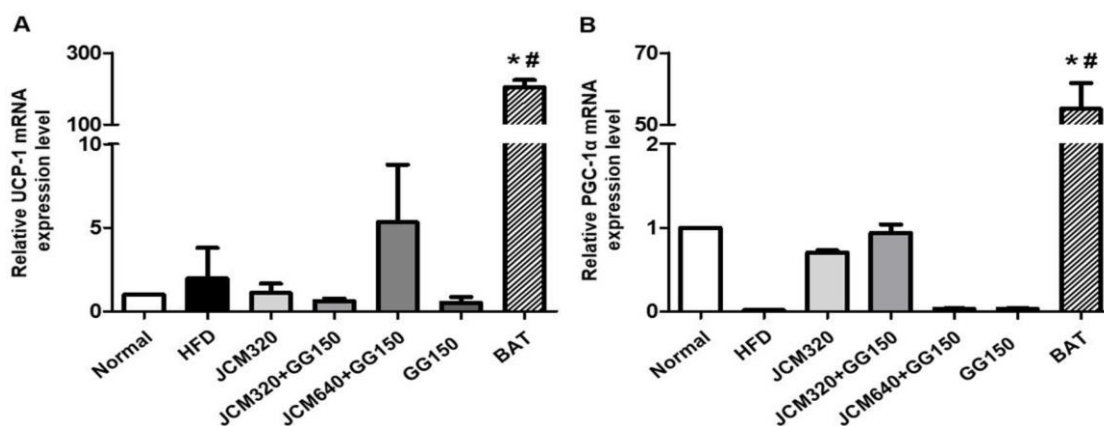 A
Relative UCP-1 mRNA
expression level
300
100
10
5
0
* #
Normal
HFD
JCM320
JCM320+GG150
JCM640+GG150
GG150
BAT
B
Relative PGC-1α mRNA
expression level
70
50
2
1
0
* #
Normal
HFD
JCM320
JCM320+GG150
JCM640+GG150
GG150
BAT